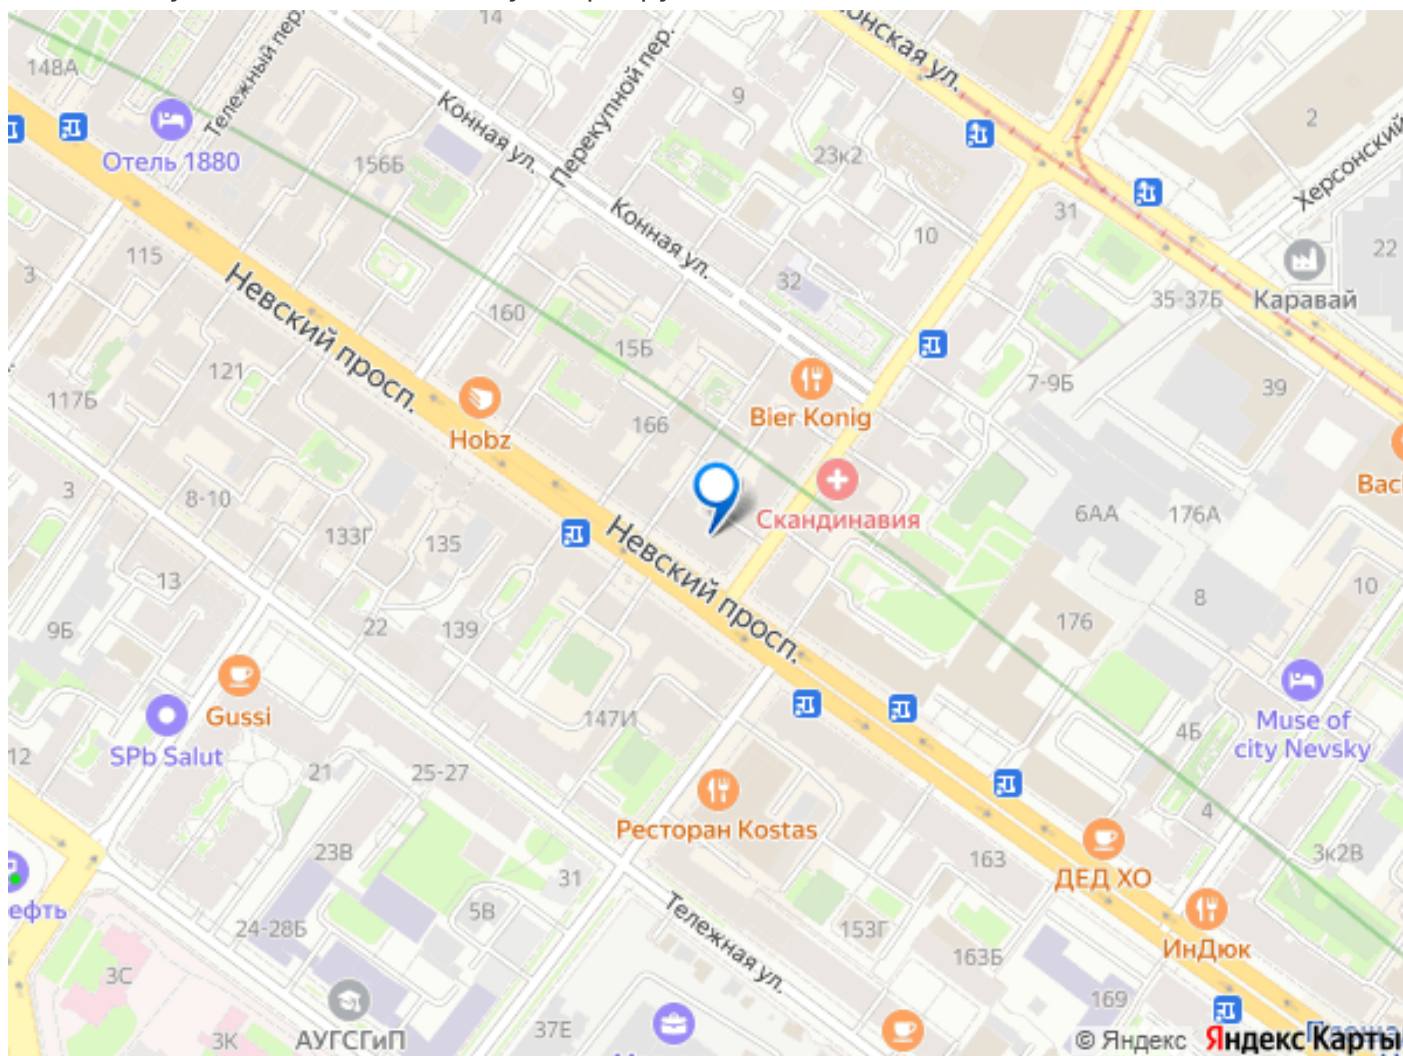 14
148А
Тележный пер.
Отель 1880
156Б
Конная ул.
Перекупной пер.
9
23к2
2
Херсонский
31
10
22
115
3
Невский просп.
Конная ул.
32
35-37Б
Каравай
160
15Б
121
117Б
7-9Б
39
Bier Konig
Hobz
166
3
8-10
133Г
135
Скандинавия
6АА
176А
Невский просп.
13
10
8
9Б
22
139
176
Gussi
147И
4Б
Muse of
city Nevsky
SPb Salut
12
21
25-27
4
Ресторан Kostas
23В
163
3к2В
ДЕД ХО
31
5В
24-28Б
Тележная ул.
153Г
ИнДюк
163Б
3С
169
37Е
3К
АУГСГиП
© Яндекс Яндекс Карты